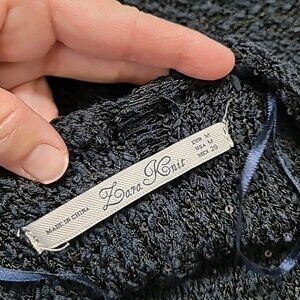 MADE IN CHINA
Zara Knit
EUR M
USA M
MEX 28